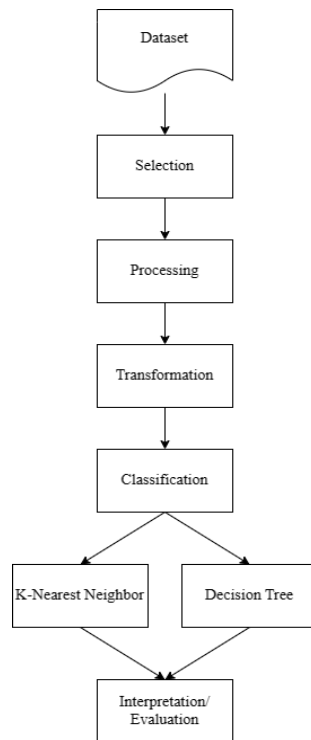 Dataset
Selection
Processing
Transformation
Classification
K-Nearest Neighbor
Decision Tree
Interpretation/
Evaluation